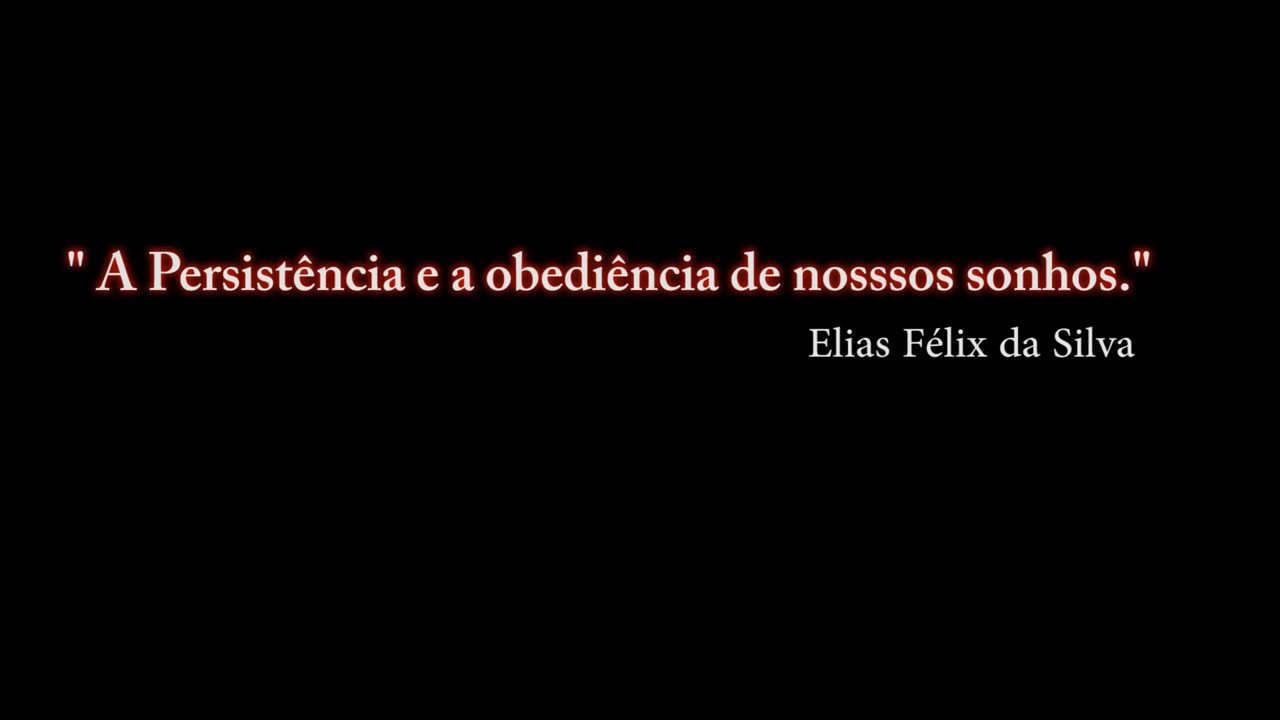 " A Persistência e a obediência de nosssos sonhos."
Elias Félix da Silva